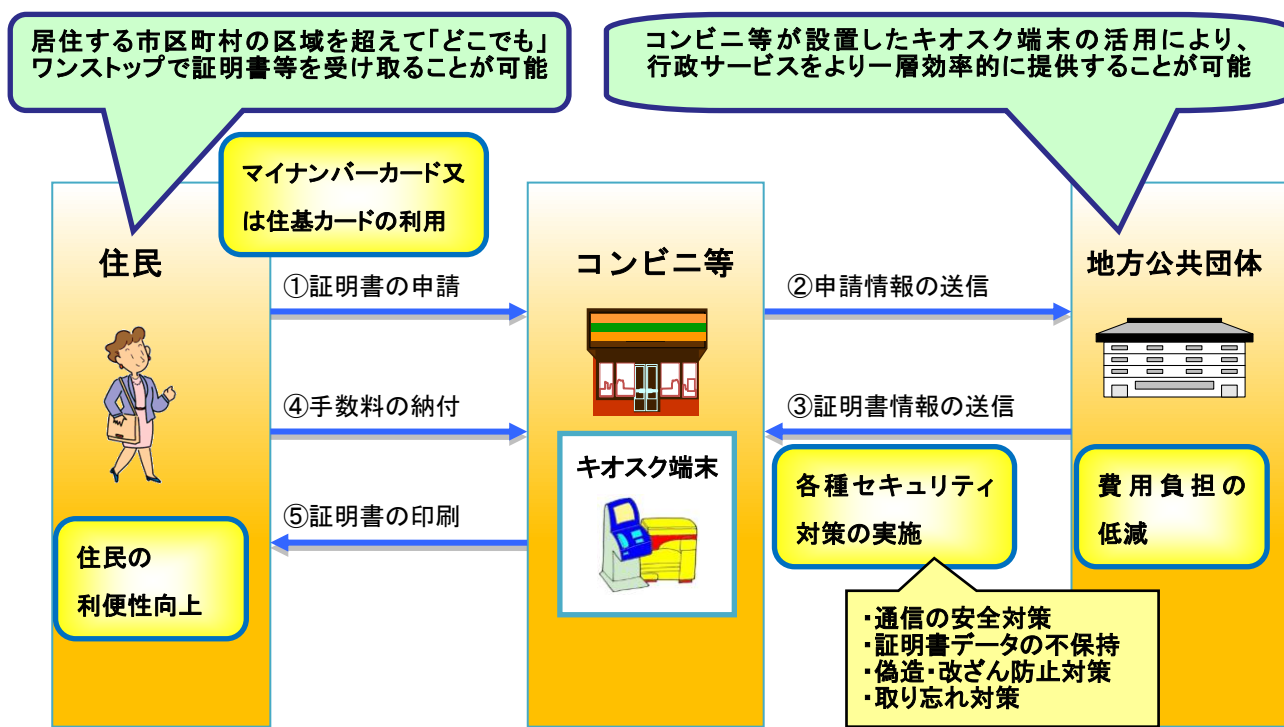 居住する市区町村の区域を超えて「どこでも」
ワンストップで証明書等を受け取ることが可能
コンビニ等が設置したキオスク端末の活用により、
行政サービスをより一層効率的に提供することが可能
マイナンバーカード又
は住基カードの利用
住民
コンビニ等
地方公共団体
①証明書の申請
②申請情報の送信
④手数料の納付
③証明書情報の送信
キオスク端末
⑤証明書の印刷
各種セキュリティ
対策の実施
費用負担の
低減
住民の
利便性向上
・通信の安全対策
・証明書データの不保持
・偽造・改ざん防止対策
・取り忘れ対策